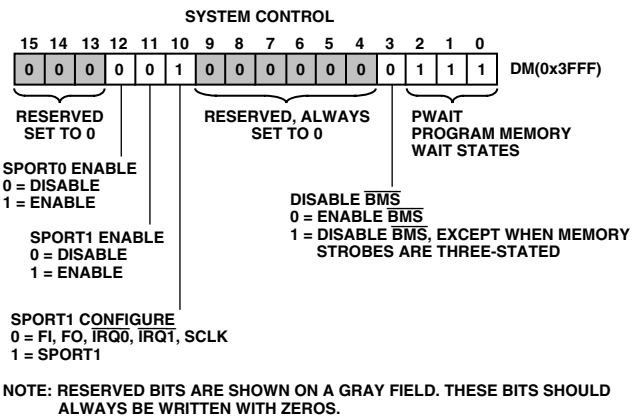 SYSTEM CONTROL
15 14 13 12 11 10 9 8 7 6 5 4 3 2 1 0
0 0 0 0 0 1 0 0 0 0 0 0 0 1 1 1 DM(0x3FFF)
RESERVED
SET TO 0
RESERVED, ALWAYS
SET TO 0
PWAIT
PROGRAM MEMORY
WAIT STATES
SPORT0 ENABLE
0 = DISABLE
1 = ENABLE
DISABLE BMS
0 = ENABLE BMS
1 = DISABLE BMS, EXCEPT WHEN MEMORY
STROBES ARE THREE-STATED
SPORT1 ENABLE
0 = DISABLE
1 = ENABLE
SPORT1 CONFIGURE
0 = FI, FO, IRQ0, IRQ1, SCLK
1 = SPORT1
NOTE: RESERVED BITS ARE SHOWN ON A GRAY FIELD. THESE BITS SHOULD
ALWAYS BE WRITTEN WITH ZEROS.